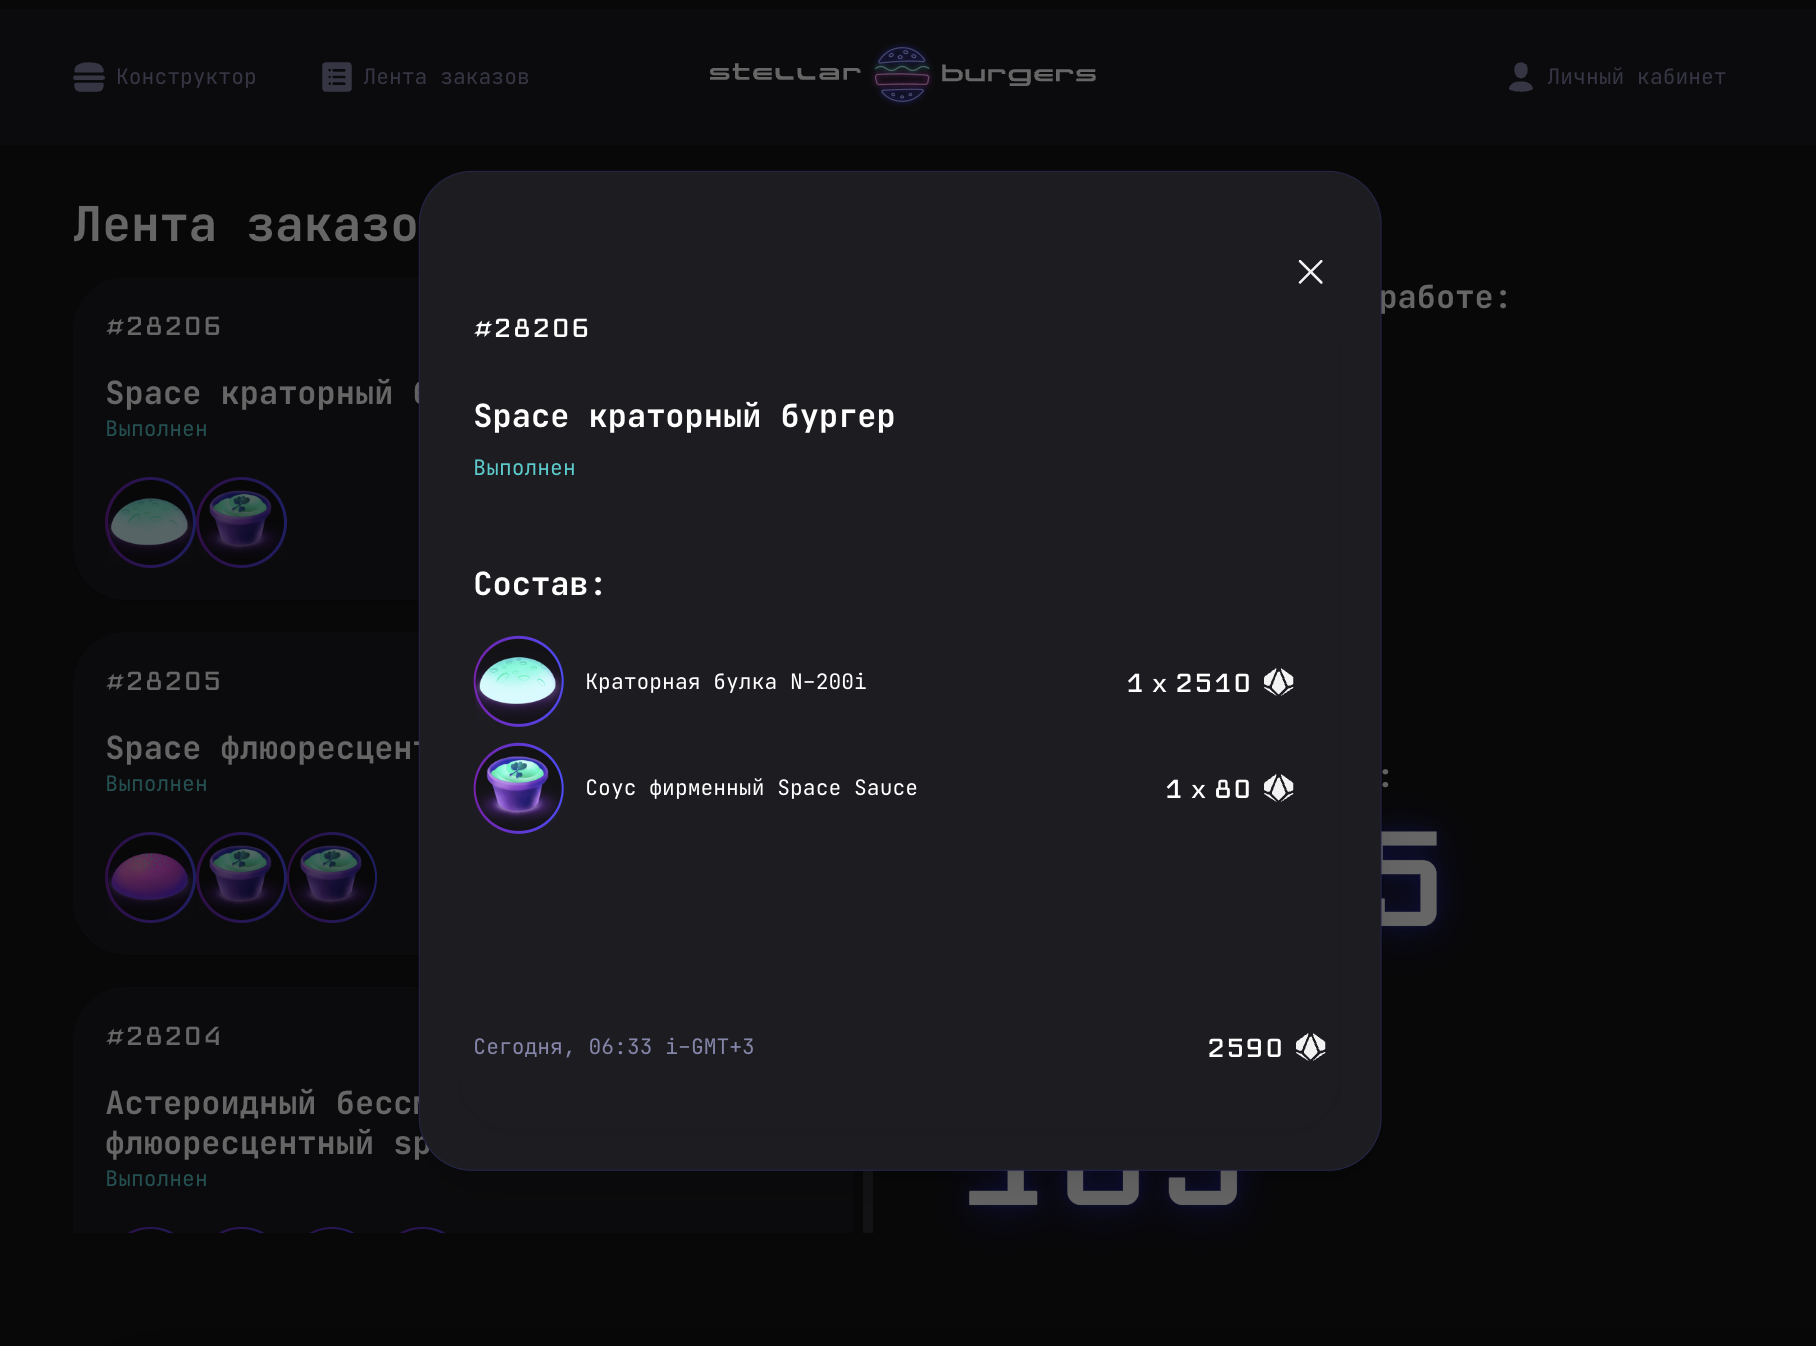 Конструктор
Лента заказов
stellar burgers
Личный кабинет
Лента заказо
#28206
Space краторный
Выполнен
#28205
Space флюоресцент
Выполнен
#28204
Астероидный бесс
флюоресцентный sp
Выполнен
#28206
Space краторный бургер
Выполнен
Состав:
Краторная булка N-200i
1 x 2510
Соус фирменный Space Sauce
1 x 80
Сегодня, 06:33 i-GMT+3
2590
работе:
:
5